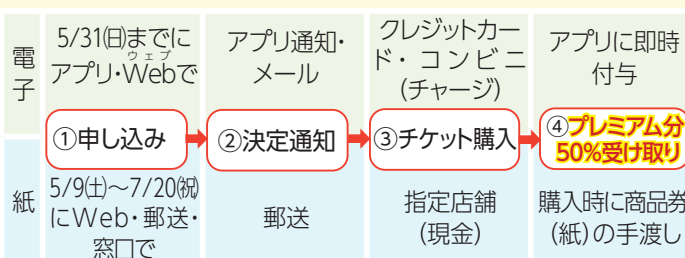 電子
5/31(日)までに
アプリ・Webで
ウェブ
アプリ通知・
メール
クレジットカー
ド・コンビニ
(チャージ)
アプリに即時
付与
①申し込み
②決定通知
③チケット購入
④プレミアム分
50%受け取り
紙
5/9(土)～7/20(祝)
にWeb・郵送・
窓口で
郵送
指定店舗
(現金)
購入時に商品券
(紙)の手渡し